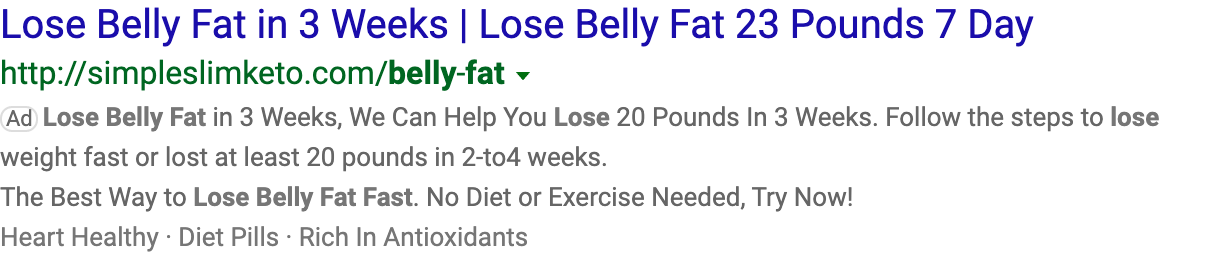 Lose Belly Fat in 3 Weeks | Lose Belly Fat 23 Pounds 7 Day
http://simpleslimketo.com/belly-fat
Ad Lose Belly Fat in 3 Weeks, We Can Help You Lose 20 Pounds In 3 Weeks. Follow the steps to lose
weight fast or lost at least 20 pounds in 2-to4 weeks.
The Best Way to Lose Belly Fat Fast. No Diet or Exercise Needed, Try Now!
Heart Healthy · Diet Pills · Rich In Antioxidants